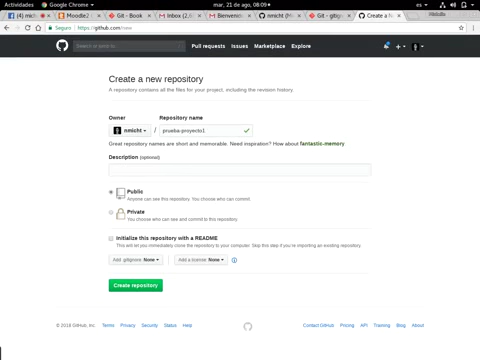 Actividades Google Chrome mar, 21 de ago, 08:09 es
(4) mich Moodle2 Git - Book M Inbox (2, Bienveni nmicht (M Git - gitig Create a N
Seguro https://github.com/new
Search or jump to... Pull requests Issues Marketplace Explore
Create a new repository
A repository contains all the files for your project, including the revision history.
Owner Repository name
nmicht / prueba-proyecto1
Great repository names are short and memorable. Need inspiration? How about fantastic-memory
Description (optional)
Public
Anyone can see this repository. You choose who can commit.
Private
You choose who can see and commit to this repository.
Initialize this repository with a README
This will let you immediately clone the repository to your computer. Skip this step if you're importing an existing repository.
Add .gitignore: None Add a license: None
Create repository
© 2018 GitHub, Inc. Terms Privacy Security Status Help Contact GitHub Pricing API Training Blog About